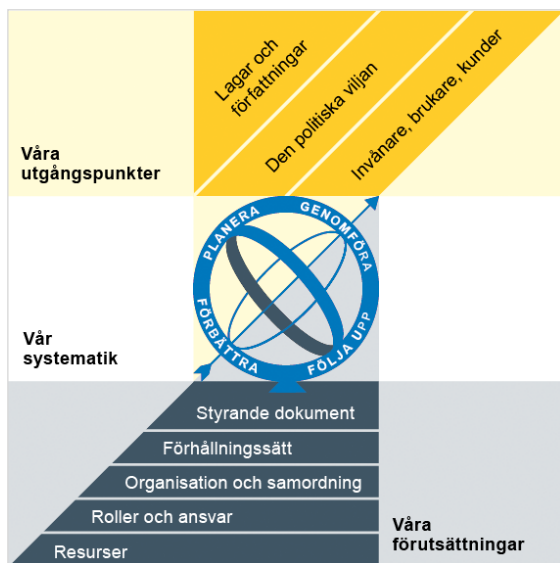 Lagar och
författningar
Den politiska viljan
Invånare, brukare, kunder
Våra
utgångspunkter
PLANERA
GENOMFÖRA
FÖRBÄTTRA
FÖLJA UPP
Vår
systematik
Styrande dokument
Förhållningssätt
Organisation och samordning
Roller och ansvar
Resurser
Våra
förutsättningar